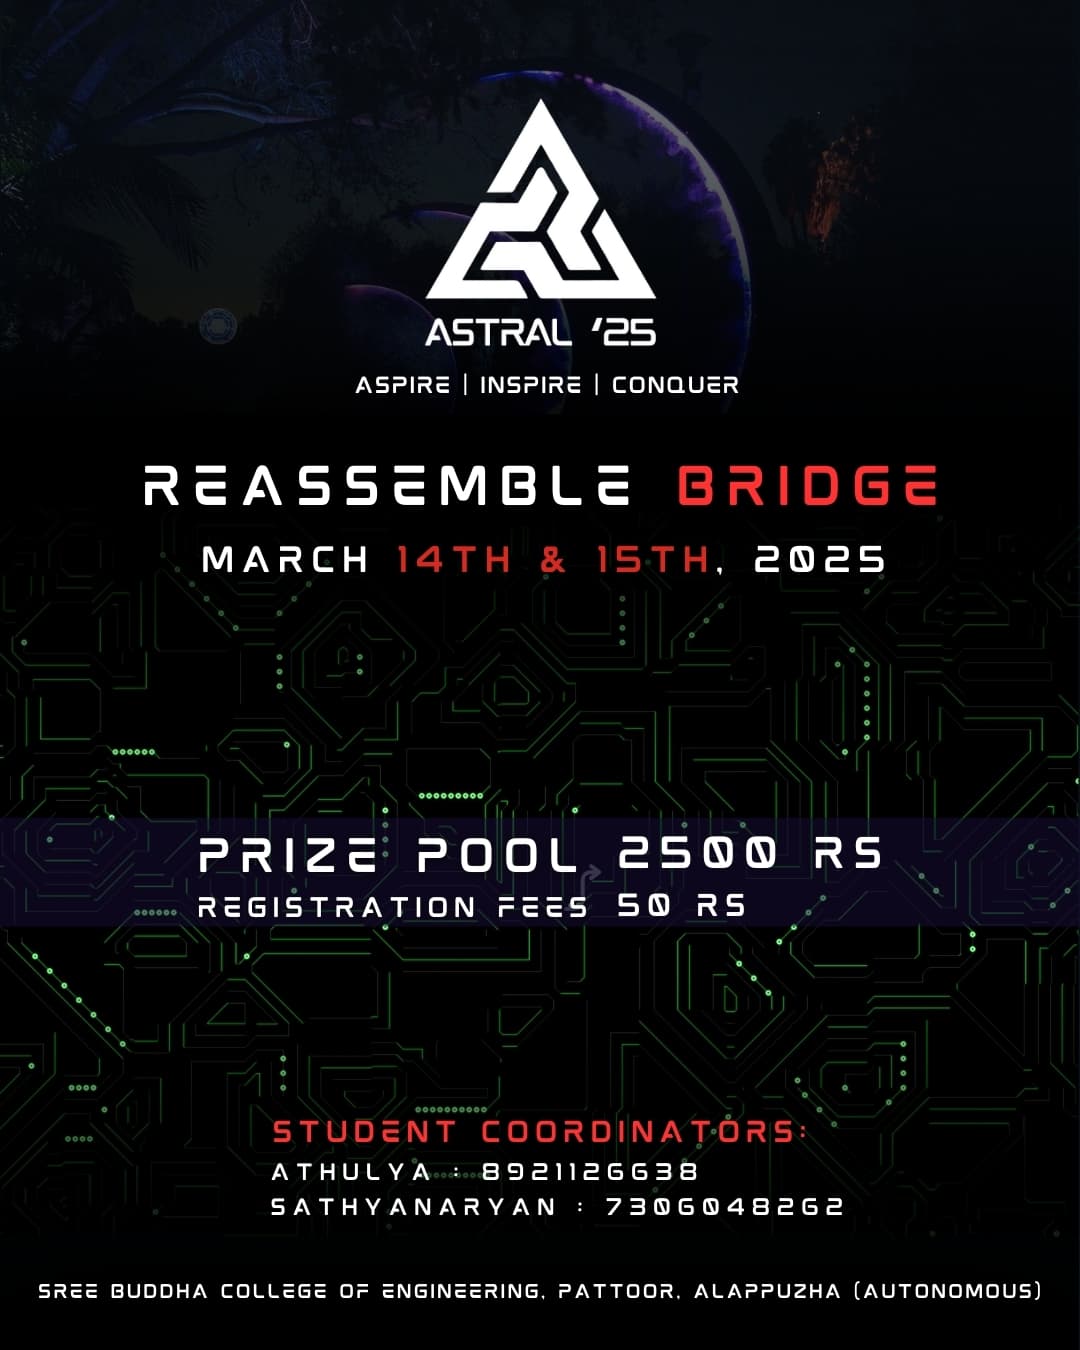 ASTRAL '25
ASPIRE | INSPIRE | CONQUER
REASSEMBLE BRIDGE
MARCH 14TH & 15TH, 2025
PRIZE POOL 2500 RS
REGISTRATION FEES 50 RS
STUDENT COORDINATORS:
ATHULYA : 8921126638
SATHYANARYAN : 7306048262
SREE BUDDHA COLLEGE OF ENGINEERING, PATTOOR, ALAPPUZHA (AUTONOMOUS)